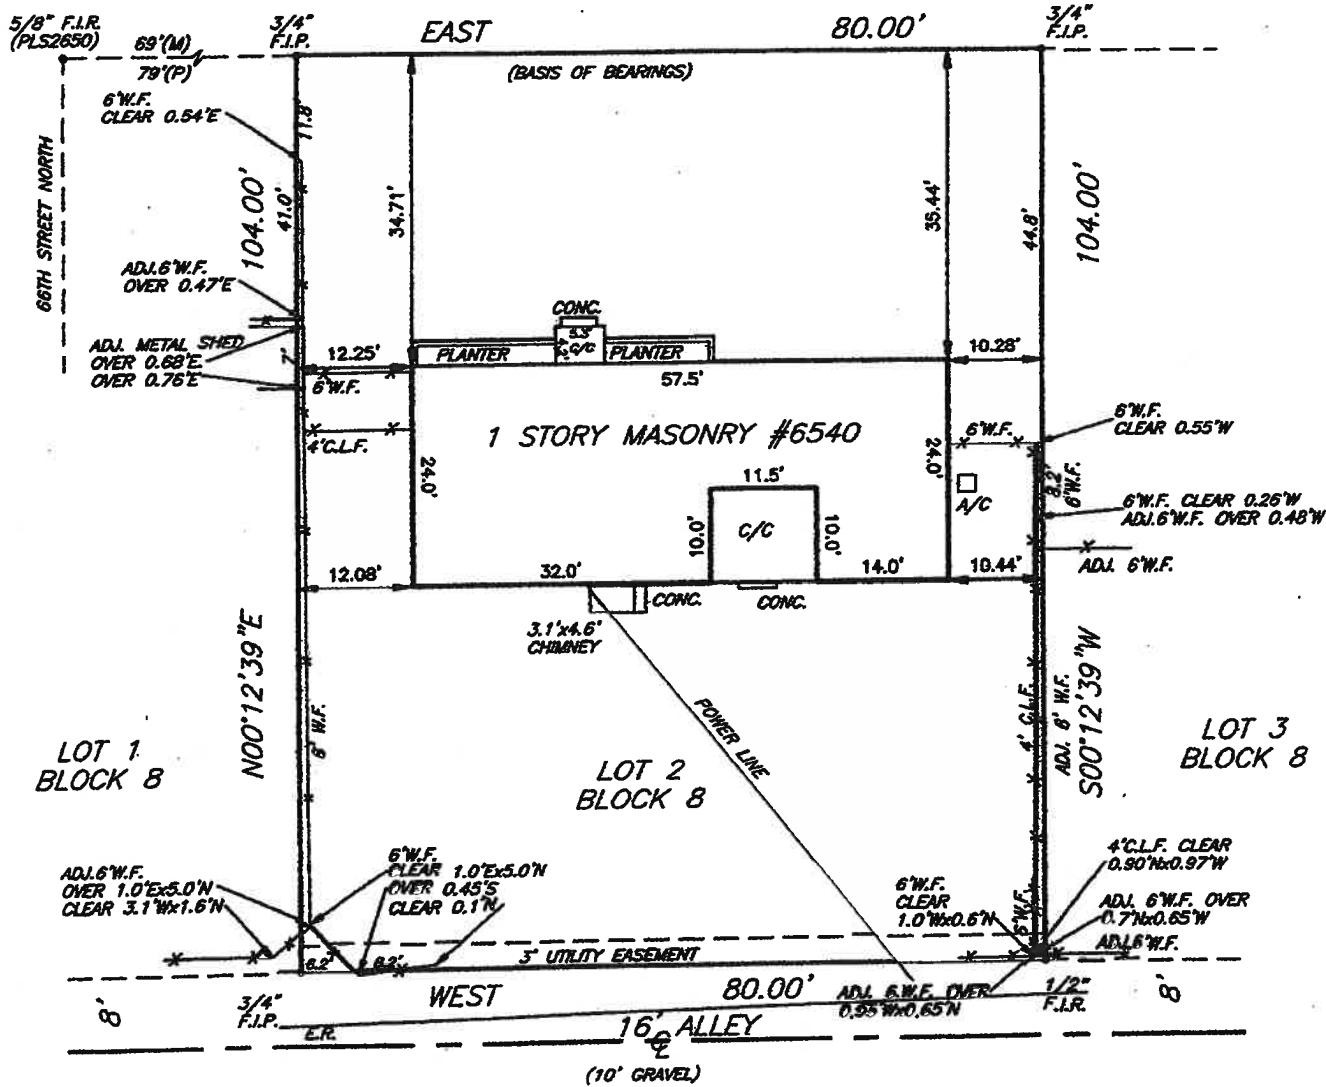 5/8" F.I.R.
(PLS2650)
69'(M)
79'(P)
3/4"
F.I.P.
EAST
80.00'
3/4"
F.I.P.
(BASIS OF BEARINGS)
6'W.F.
CLEAR 0.54'E
11.8'
66TH STREET NORTH
104.00'
41.0'
34.71'
35.44'
44.8'
104.00'
ADJ.6'W.F.
OVER 0.47'E
ADJ. METAL SHED
OVER 0.68'E.
OVER 0.76'E
CONC.
5.3'
C/C
PLANTER
PLANTER
12.25'
10.28'
6'W.F.
57.5'
4'C.L.F.
1 STORY MASONRY #6540
6'W.F.
6'W.F.
CLEAR 0.55'W
24.0'
24.0'
8.2'
6'W.F.
11.5'
A/C
6'W.F. CLEAR 0.26'W
ADJ.6'W.F. OVER 0.48'W
10.0'
C/C
10.0'
ADJ. 6'W.F.
12.08'
32.0'
14.0'
10.44'
CONC.
CONC.
3.1'x4.6'
CHIMNEY
N00°12'39"E
6' W.F.
POWER LINE
4' C.L.F.
ADJ. 6' W.F.
S00°12'39"W
LOT 1
BLOCK 8
LOT 2
BLOCK 8
LOT 3
BLOCK 8
ADJ.6'W.F.
OVER 1.0'Ex5.0'N
CLEAR 3.1'Wx1.6'N
6'W.F.
CLEAR 1.0'Ex5.0'N
OVER 0.45'S
CLEAR 0.1'N
6'W.F.
CLEAR
1.0'Wx0.6'N
6'W.F.
4'C.L.F. CLEAR
0.90'Nx0.97'W
ADJ. 6'W.F. OVER
0.7'Nx0.65'W
ADJ.6'W.F.
6.2'
6.2'
3' UTILITY EASEMENT
8'
3/4"
F.I.P.
WEST
80.00'
ADJ. 6.W.F. OVER
0.95'Wx0.65'N
1/2"
F.I.R.
8'
E.R.
16' ALLEY
(10' GRAVEL)